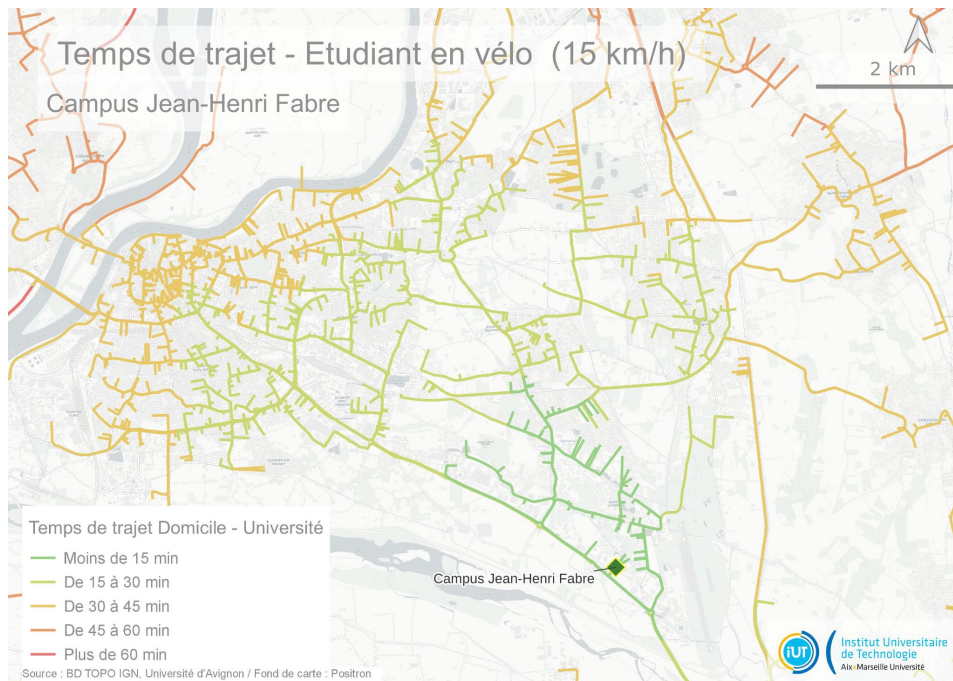 Temps de trajet - Etudiant en vélo (15 km/h)
Campus Jean-Henri Fabre
2 km
Campus Jean-Henri Fabre
Temps de trajet Domicile - Université
Moins de 15 min
De 15 à 30 min
De 30 à 45 min
De 45 à 60 min
Plus de 60 min
Source : BD TOPO IGN, Université d'Avignon / Fond de carte : Positron
iUT
Institut Universitaire
de Technologie
Aix*Marseille Université